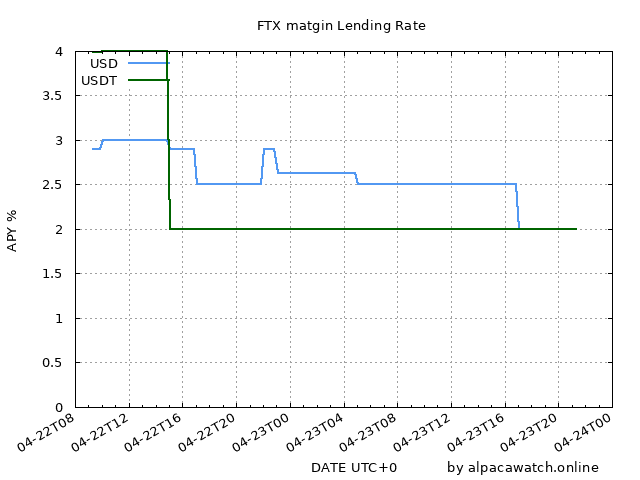 FTX matgin Lending Rate
4
USD
USDT
3.5
3
2.5
2
1.5
1
0.5
0
APY %
04-22T08
04-22T12
04-22T16
04-22T20
04-23T00
04-23T04
04-23T08
04-23T12
04-23T16
04-23T20
04-24T00
DATE UTC+0
by alpacawatch.online